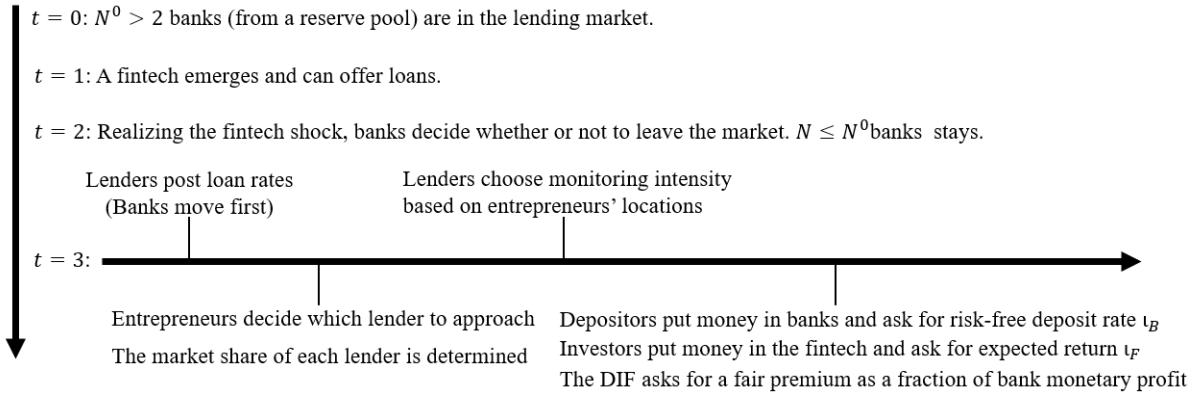 t = 0: N⁰ > 2 banks (from a reserve pool) are in the lending market.
t = 1: A fintech emerges and can offer loans.
t = 2: Realizing the fintech shock, banks decide whether or not to leave the market. N ≤ N⁰banks stays.
Lenders post loan rates
(Banks move first)
Lenders choose monitoring intensity
based on entrepreneurs' locations
t = 3:
Entrepreneurs decide which lender to approach
The market share of each lender is determined
Depositors put money in banks and ask for risk-free deposit rate ι_B
Investors put money in the fintech and ask for expected return ι_F
The DIF asks for a fair premium as a fraction of bank monetary profit